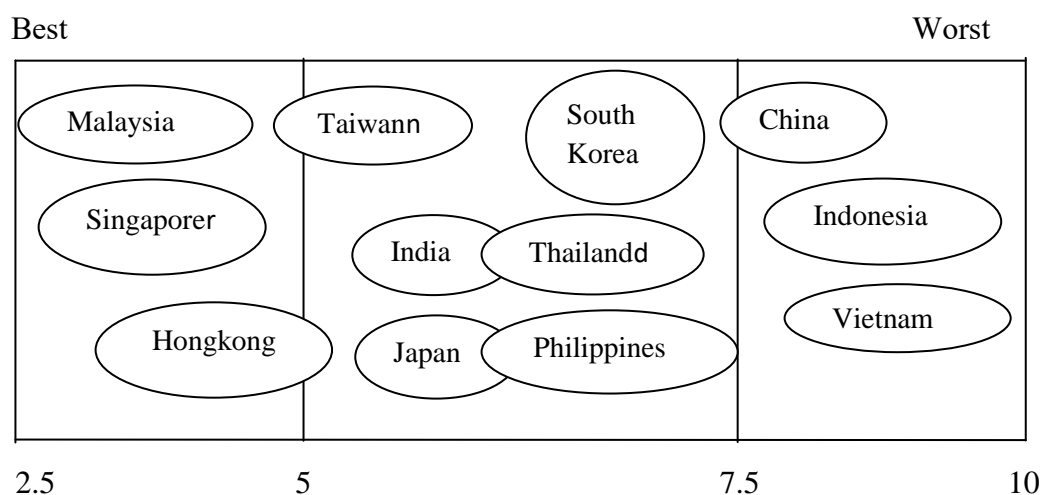 Best Worst
Malaysia Taiwann South China
Korea
Singaporer Indonesia
India Thailandd
Vietnam
Hongkong Japan Philippines
2.5 5 7.5 10